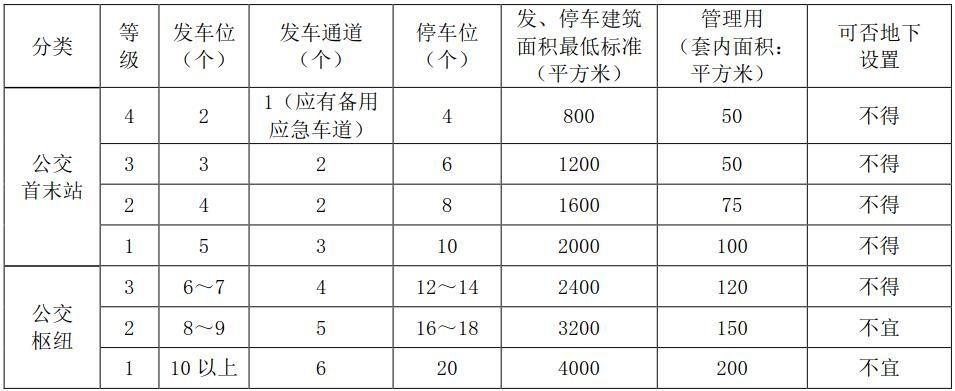 分类 等级 发车位（个） 发车通道（个） 停车位（个） 发、停车建筑面积最低标准（平方米） 管理用（套内面积：平方米） 可否地下设置
公交首末站 4 2 1（应有备用应急车道） 4 800 50 不得
3 3 2 6 1200 50 不得
2 4 2 8 1600 75 不得
1 5 3 10 2000 100 不得
公交枢纽 3 6～7 4 12～14 2400 120 不得
2 8～9 5 16～18 3200 150 不宜
1 10 以上 6 20 4000 200 不宜